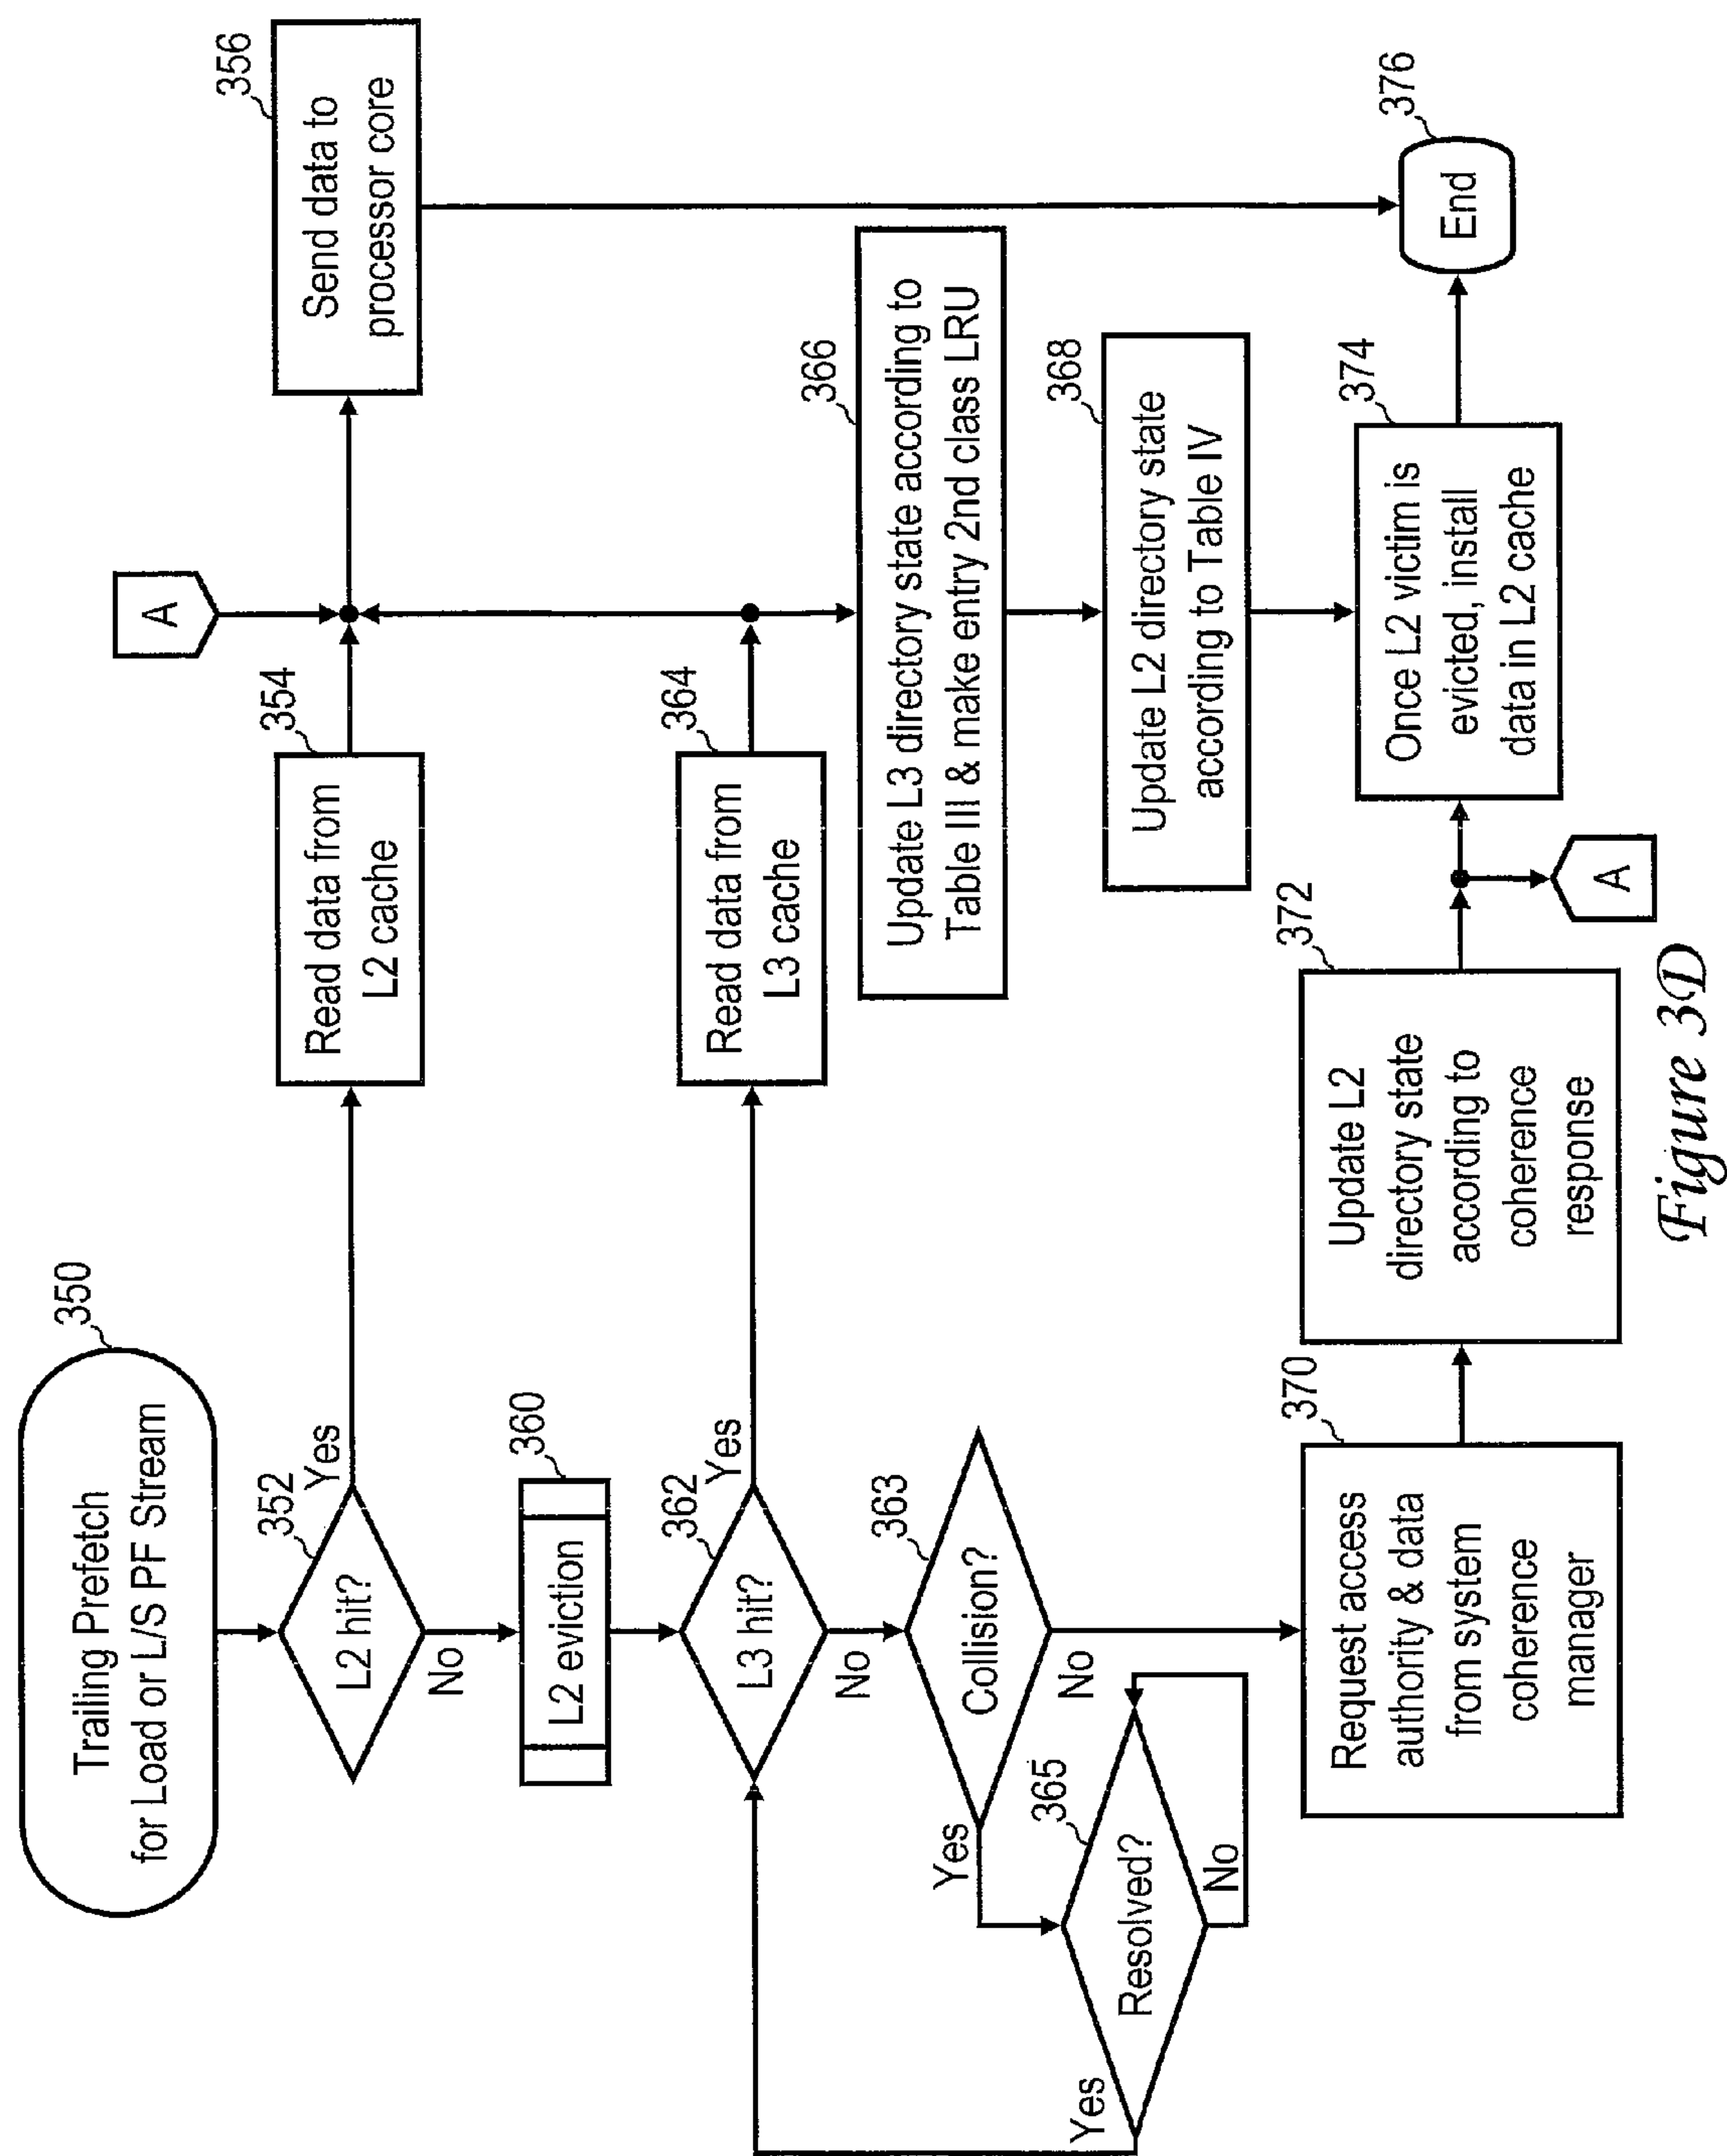 350
Trailing Prefetch
for Load or L/S PF Stream
352
L2 hit?
Yes
No
354
Read data from
L2 cache
A
356
Send data to
processor core
360
L2 eviction
362
L3 hit?
Yes
No
364
Read data from
L3 cache
366
Update L3 directory state according to
Table III & make entry 2nd class LRU
368
Update L2 directory state
according to Table IV
363
Collision?
Yes
No
365
Resolved?
Yes
No
370
Request access
authority & data
from system
coherence
manager
372
Update L2
directory state
according to
coherence
response
A
374
Once L2 victim is
evicted, install
data in L2 cache
376
End
Figure 3D